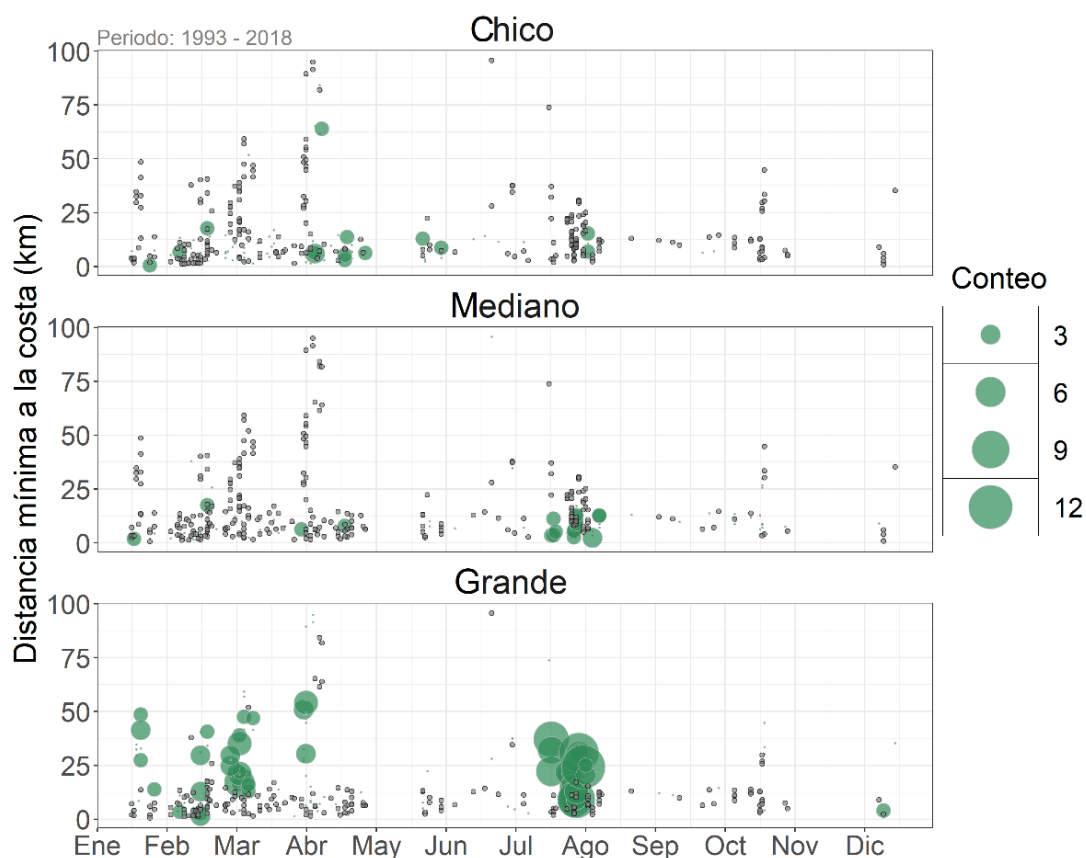 Chico
Periodo: 1993 - 2018
100
75
50
25
0
Mediano
100
75
50
25
0
Grande
100
75
50
25
0
Ene Feb Mar Abr May Jun Jul Ago Sep Oct Nov Dic
Distancia mínima a la costa (km)
Conteo
3
6
9
12